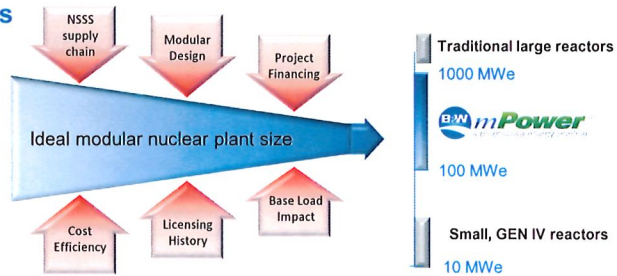 s
NSSS
supply
chain
Modular
Design
Project
Financing
Ideal modular nuclear plant size
Cost
Efficiency
Licensing
History
Base Load
Impact
Traditional large reactors
1000 MWe
B&W mPower
100 MWe
Small, GEN IV reactors
10 MWe